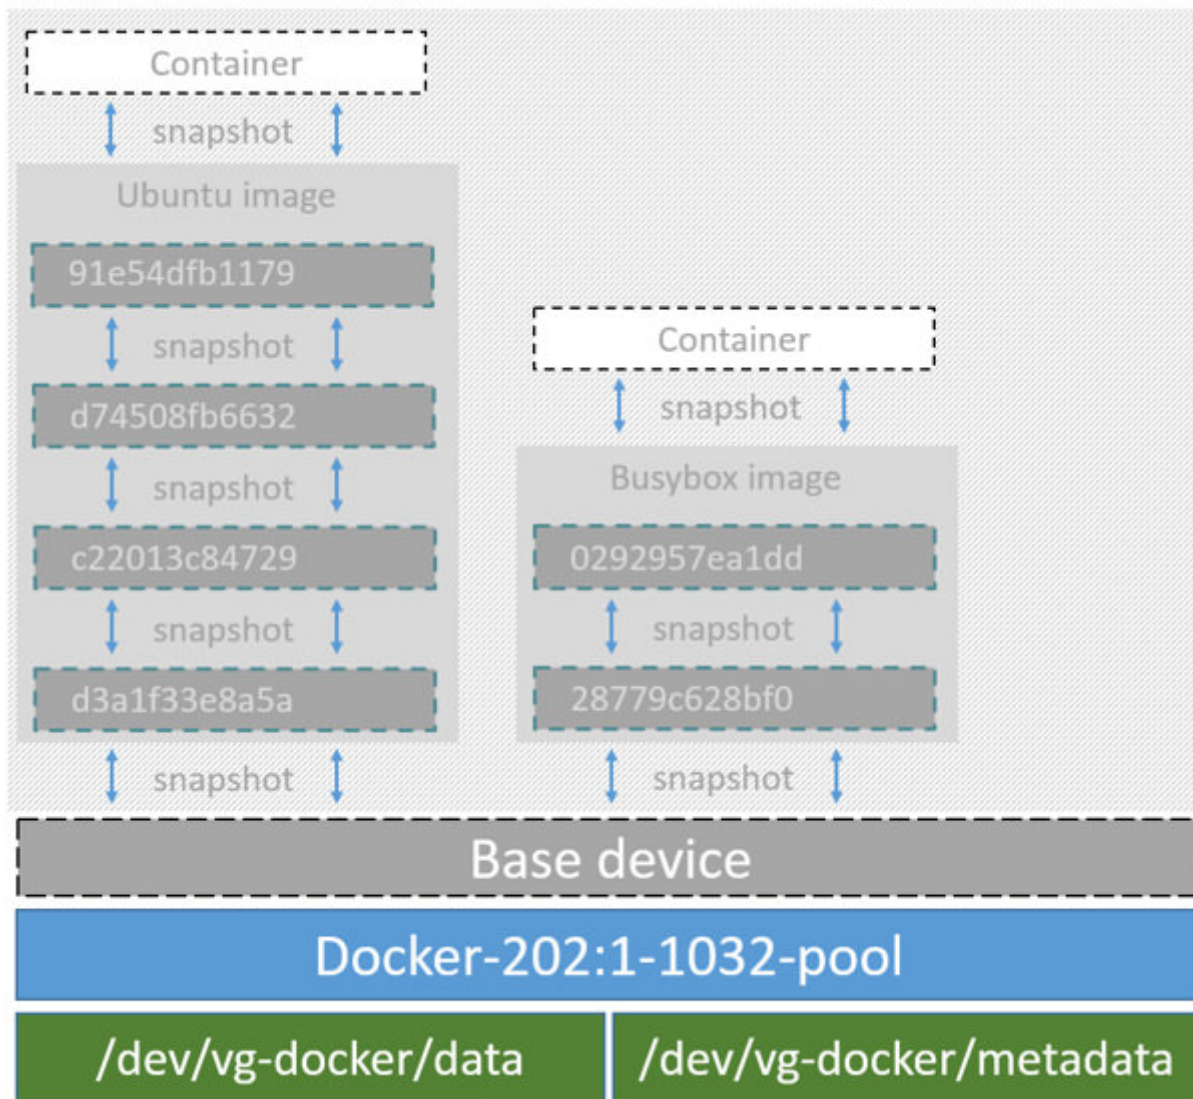 Container
snapshot
Ubuntu image
91e54dfb1179
snapshot
d74508fb6632
snapshot
c22013c84729
snapshot
d3a1f33e8a5a
snapshot
Container
snapshot
Busybox image
0292957ea1dd
snapshot
28779c628bf0
snapshot
Base device
Docker-202:1-1032-pool
/dev/vg-docker/data
/dev/vg-docker/metadata